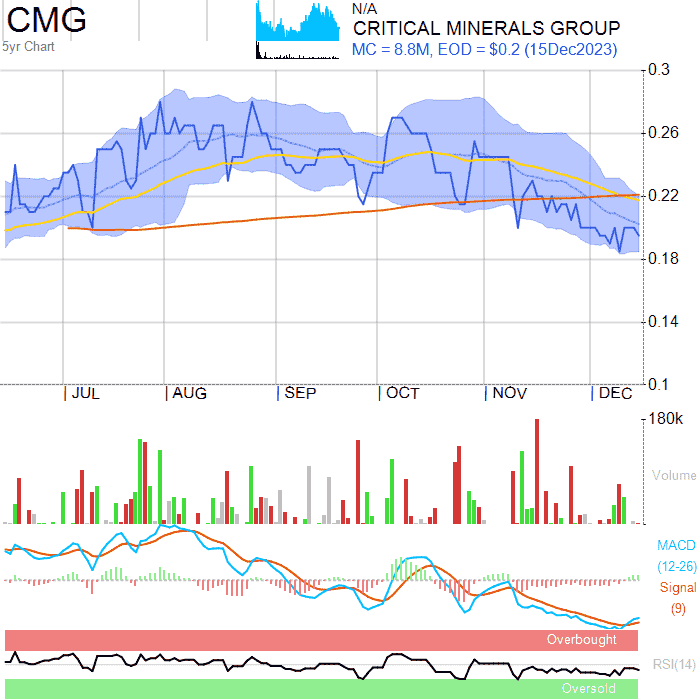 CMG
5yr Chart
N/A
CRITICAL MINERALS GROUP
MC = 8.8M, EOD = $0.2 (15Dec2023)
0.3
0.26
0.22
0.18
0.14
0.1
JUL AUG SEP OCT NOV DEC
180k
Volume
MACD
(12-26)
Signal
(9)
Overbought
RSI(14)
Oversold